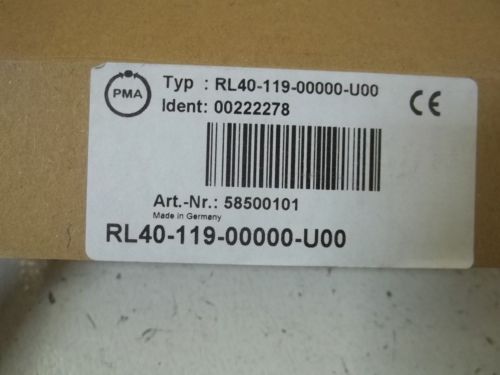 PMA
Typ : RL40-119-00000-U00
Ident: 00222278
CE
Art.-Nr.: 58500101
Made in Germany
RL40-119-00000-U00